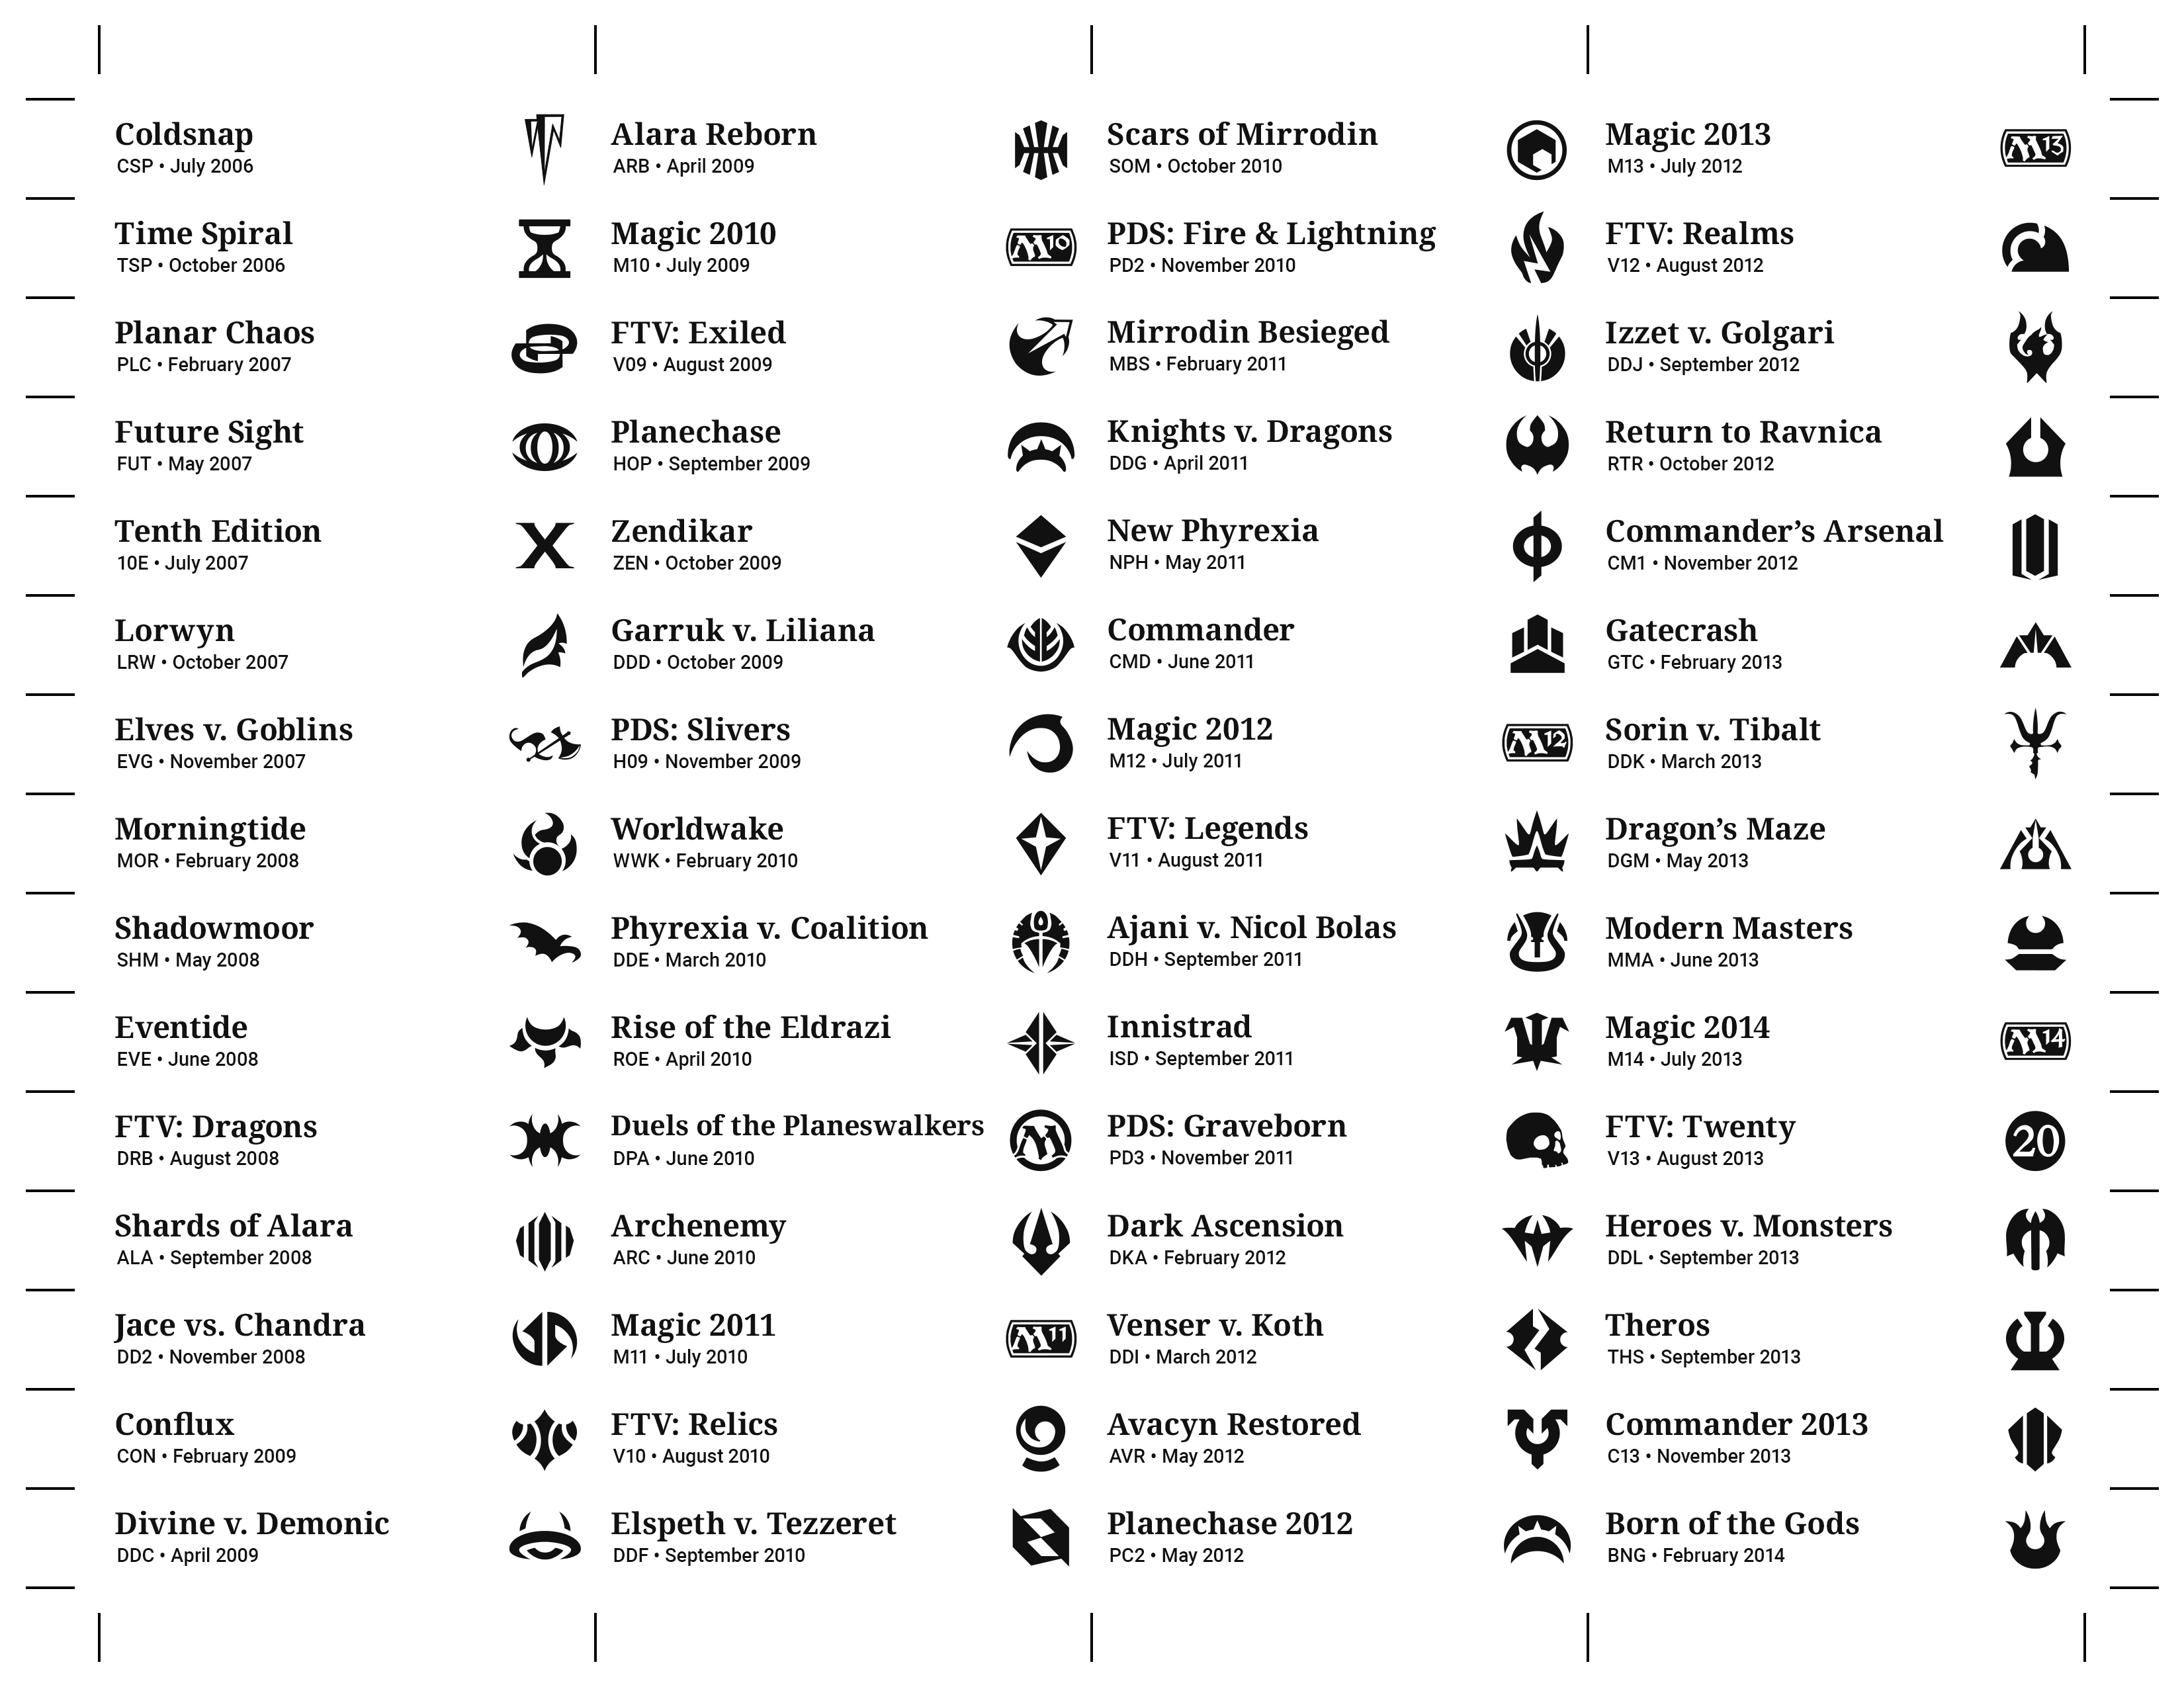 Coldsnap
CSP • July 2006
Time Spiral
TSP • October 2006
Planar Chaos
PLC • February 2007
Future Sight
FUT • May 2007
Tenth Edition
10E • July 2007
X
Lorwyn
LRW • October 2007
Elves v. Goblins
EVG • November 2007
Morningtide
MOR • February 2008
Shadowmoor
SHM • May 2008
Eventide
EVE • June 2008
FTV: Dragons
DRB • August 2008
Shards of Alara
ALA • September 2008
Jace vs. Chandra
DD2 • November 2008
Conflux
CON • February 2009
Divine v. Demonic
DDC • April 2009
Alara Reborn
ARB • April 2009
Magic 2010
M10 • July 2009
M10
FTV: Exiled
V09 • August 2009
Planechase
HOP • September 2009
Zendikar
ZEN • October 2009
Garruk v. Liliana
DDD • October 2009
PDS: Slivers
H09 • November 2009
Worldwake
WWK • February 2010
Phyrexia v. Coalition
DDE • March 2010
Rise of the Eldrazi
ROE • April 2010
Duels of the Planeswalkers
DPA • June 2010
M
Archenemy
ARC • June 2010
Magic 2011
M11 • July 2010
M11
FTV: Relics
V10 • August 2010
Elspeth v. Tezzeret
DDF • September 2010
Scars of Mirrodin
SOM • October 2010
PDS: Fire & Lightning
PD2 • November 2010
Mirrodin Besieged
MBS • February 2011
Knights v. Dragons
DDG • April 2011
New Phyrexia
NPH • May 2011
Commander
CMD • June 2011
Magic 2012
M12 • July 2011
M12
FTV: Legends
V11 • August 2011
Ajani v. Nicol Bolas
DDH • September 2011
Innistrad
ISD • September 2011
PDS: Graveborn
PD3 • November 2011
Dark Ascension
DKA • February 2012
Venser v. Koth
DDI • March 2012
Avacyn Restored
AVR • May 2012
Planechase 2012
PC2 • May 2012
Magic 2013
M13 • July 2012
M13
FTV: Realms
V12 • August 2012
Izzet v. Golgari
DDJ • September 2012
Return to Ravnica
RTR • October 2012
Commander’s Arsenal
CM1 • November 2012
Gatecrash
GTC • February 2013
Sorin v. Tibalt
DDK • March 2013
Dragon’s Maze
DGM • May 2013
Modern Masters
MMA • June 2013
Magic 2014
M14 • July 2013
M14
FTV: Twenty
V13 • August 2013
20
Heroes v. Monsters
DDL • September 2013
Theros
THS • September 2013
Commander 2013
C13 • November 2013
Born of the Gods
BNG • February 2014